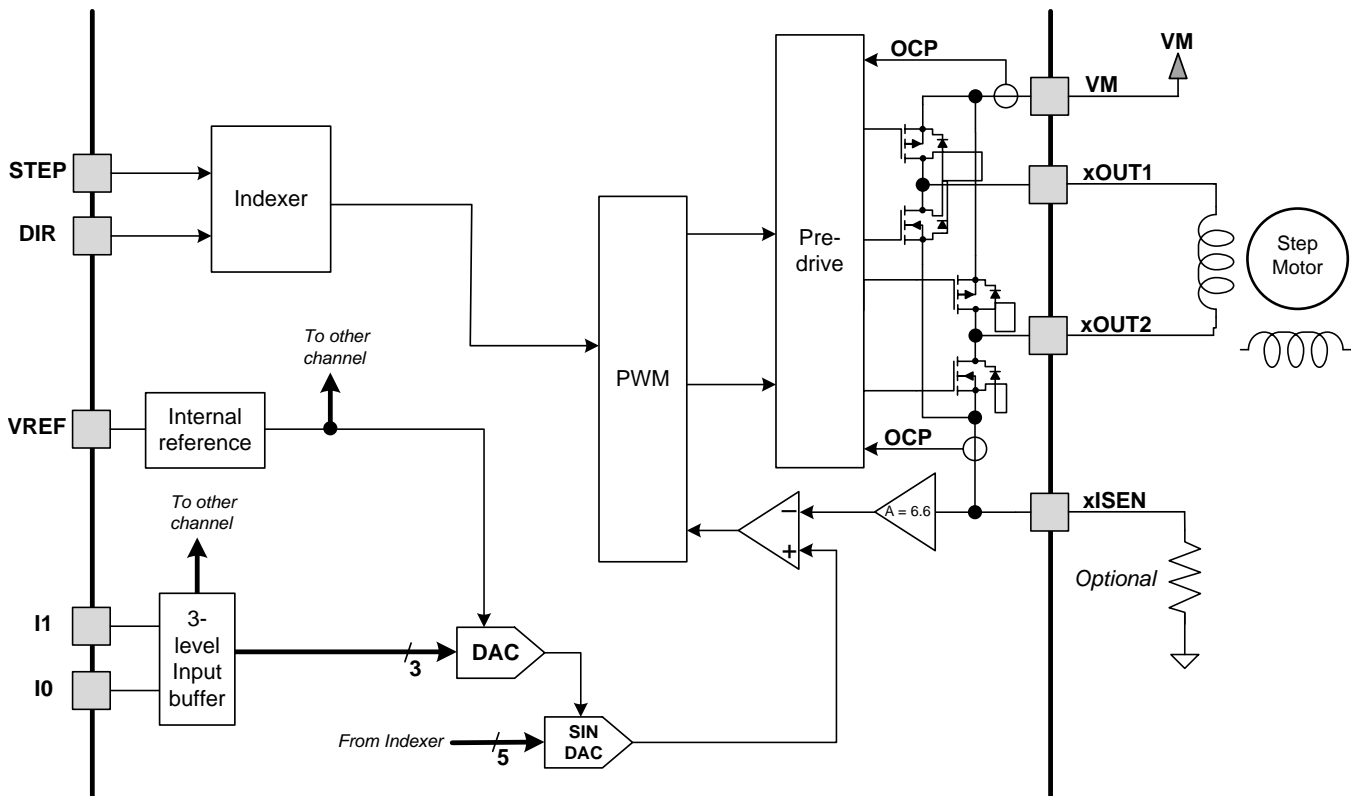 OCP
VM
VM
STEP
DIR
Indexer
xOUT1
Pre-
drive
Step
Motor
xOUT2
To other
channel
PWM
VREF
Internal
reference
OCP
To other
channel
A = 6.6
−
+
xISEN
Optional
I1
I0
3-
level
Input
buffer
3
DAC
From Indexer
5
SIN
DAC